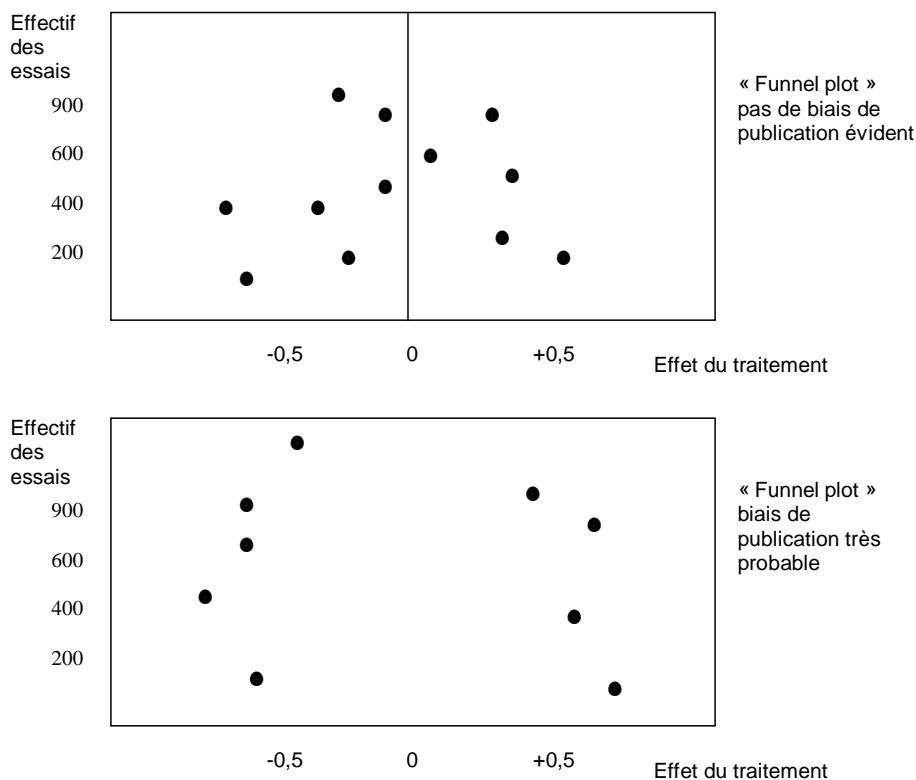 Effectif
des
essais
900
600
400
200
-0,5 0 +0,5
Effet du traitement
« Funnel plot »
pas de biais de
publication évident
Effectif
des
essais
900
600
400
200
-0,5 0 +0,5
Effet du traitement
« Funnel plot »
biais de
publication très
probable